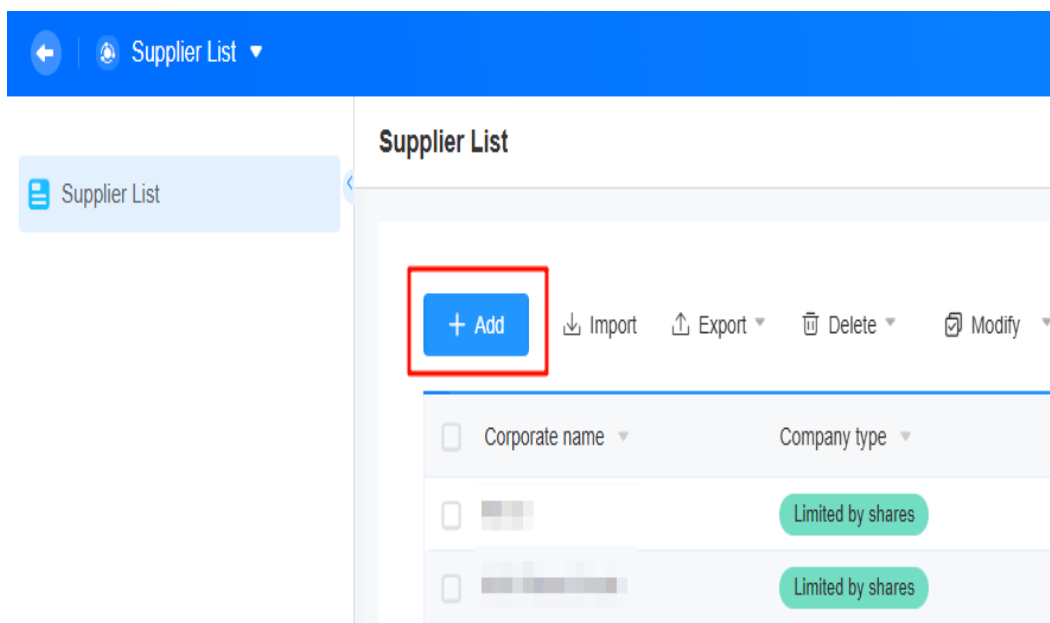 Supplier List
Supplier List
Supplier List
Add
Import
Export
Delete
Modify
Corporate name
Company type
Limited by shares
Limited by shares